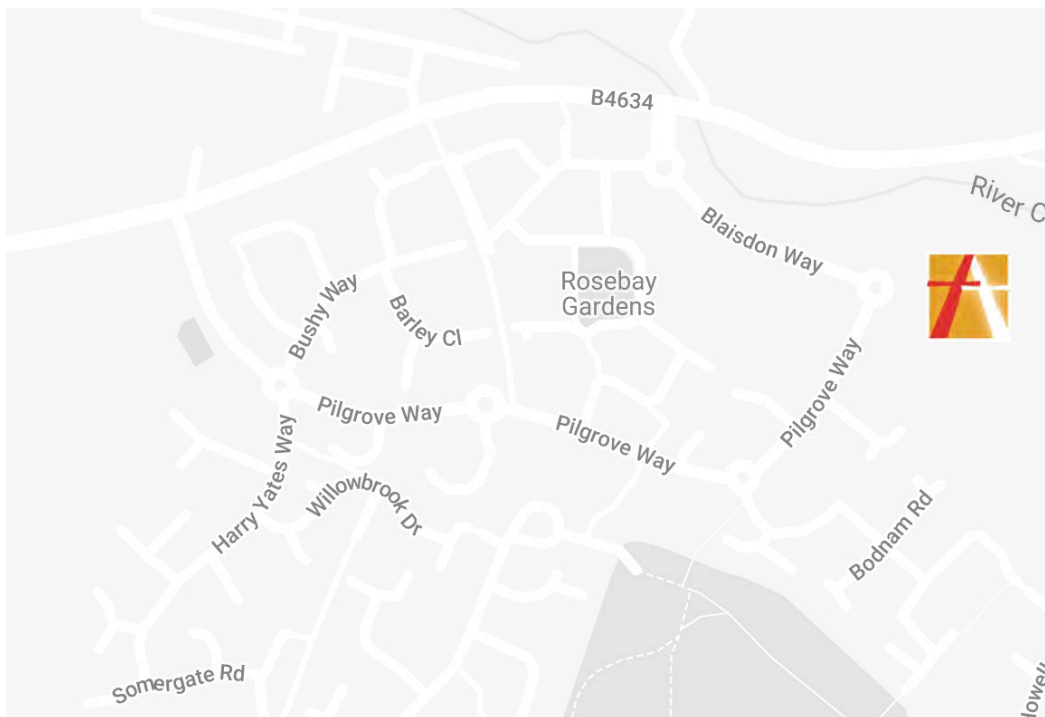 B4634
River C
Blaisdon Way
Rosebay
Gardens
Bushy Way
Barley Cl
Pilgrove Way
Pilgrove Way
Pilgrove Way
Harry Yates Way
Willowbrook Dr
Bodnam Rd
Somergate Rd
Howell